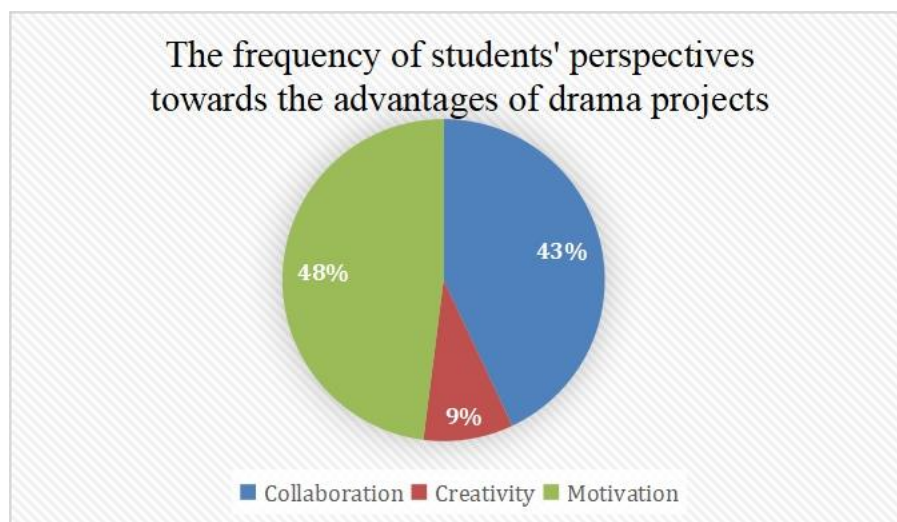 The frequency of students' perspectives
towards the advantages of drama projects
43%
48%
9%
Collaboration Creativity Motivation